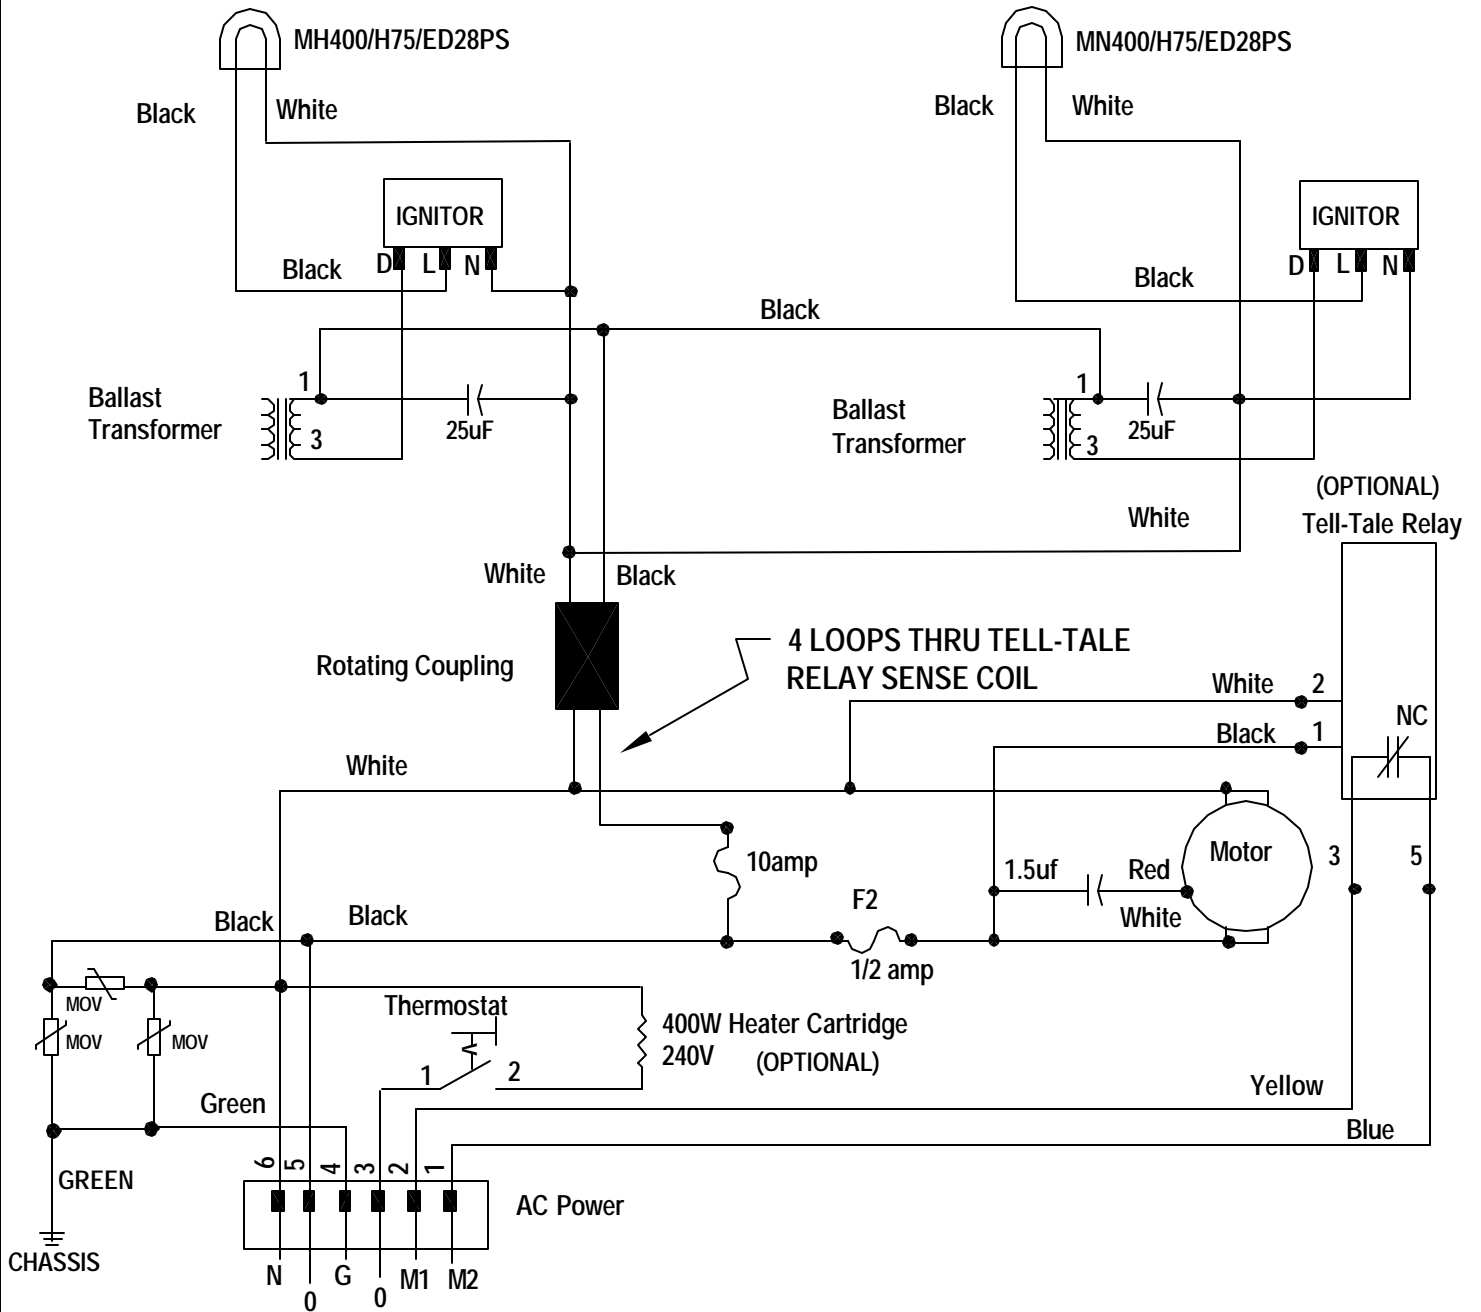 MH400/H75/ED28PS
MN400/H75/ED28PS
Black
White
Black
White
IGNITOR
IGNITOR
D
L
N
D
L
N
Black
Black
Black
Ballast
Transformer
1
3
25uF
Ballast
Transformer
1
3
25uF
(OPTIONAL)
Tell-Tale Relay
White
White
Black
4 LOOPS THRU TELL-TALE
RELAY SENSE COIL
Rotating Coupling
White
2
Black
1
NC
White
10amp
1.5uf
Red
White
Motor
3
5
F2
1/2 amp
Black
Black
MOV
MOV
MOV
Thermostat
1
2
400W Heater Cartridge
240V
(OPTIONAL)
Yellow
Blue
Green
GREEN
CHASSIS
6
5
4
3
2
1
AC Power
N
0
G
0
M1
M2